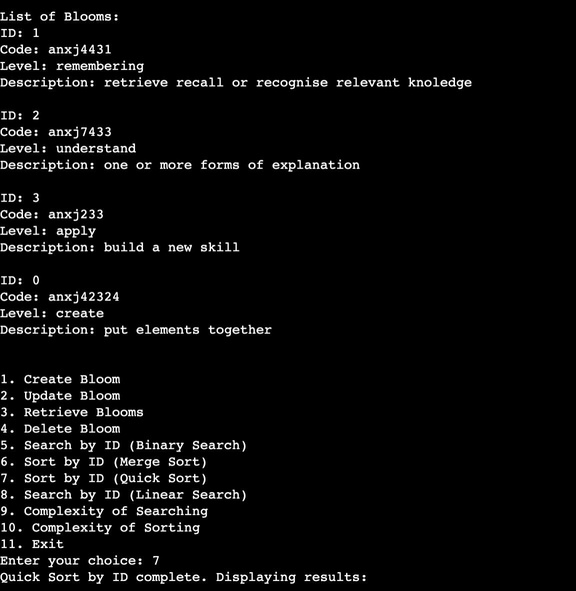 List of Blooms:
ID: 1
Code: anxj4431
Level: remembering
Description: retrieve recall or recognise relevant knoledge
ID: 2
Code: anxj7433
Level: understand
Description: one or more forms of explanation
ID: 3
Code: anxj233
Level: apply
Description: build a new skill
ID: 0
Code: anxj42324
Level: create
Description: put elements together
1. Create Bloom
2. Update Bloom
3. Retrieve Blooms
4. Delete Bloom
5. Search by ID (Binary Search)
6. Sort by ID (Merge Sort)
7. Sort by ID (Quick Sort)
8. Search by ID (Linear Search)
9. Complexity of Searching
10. Complexity of Sorting
11. Exit
Enter your choice: 7
Quick Sort by ID complete. Displaying results: